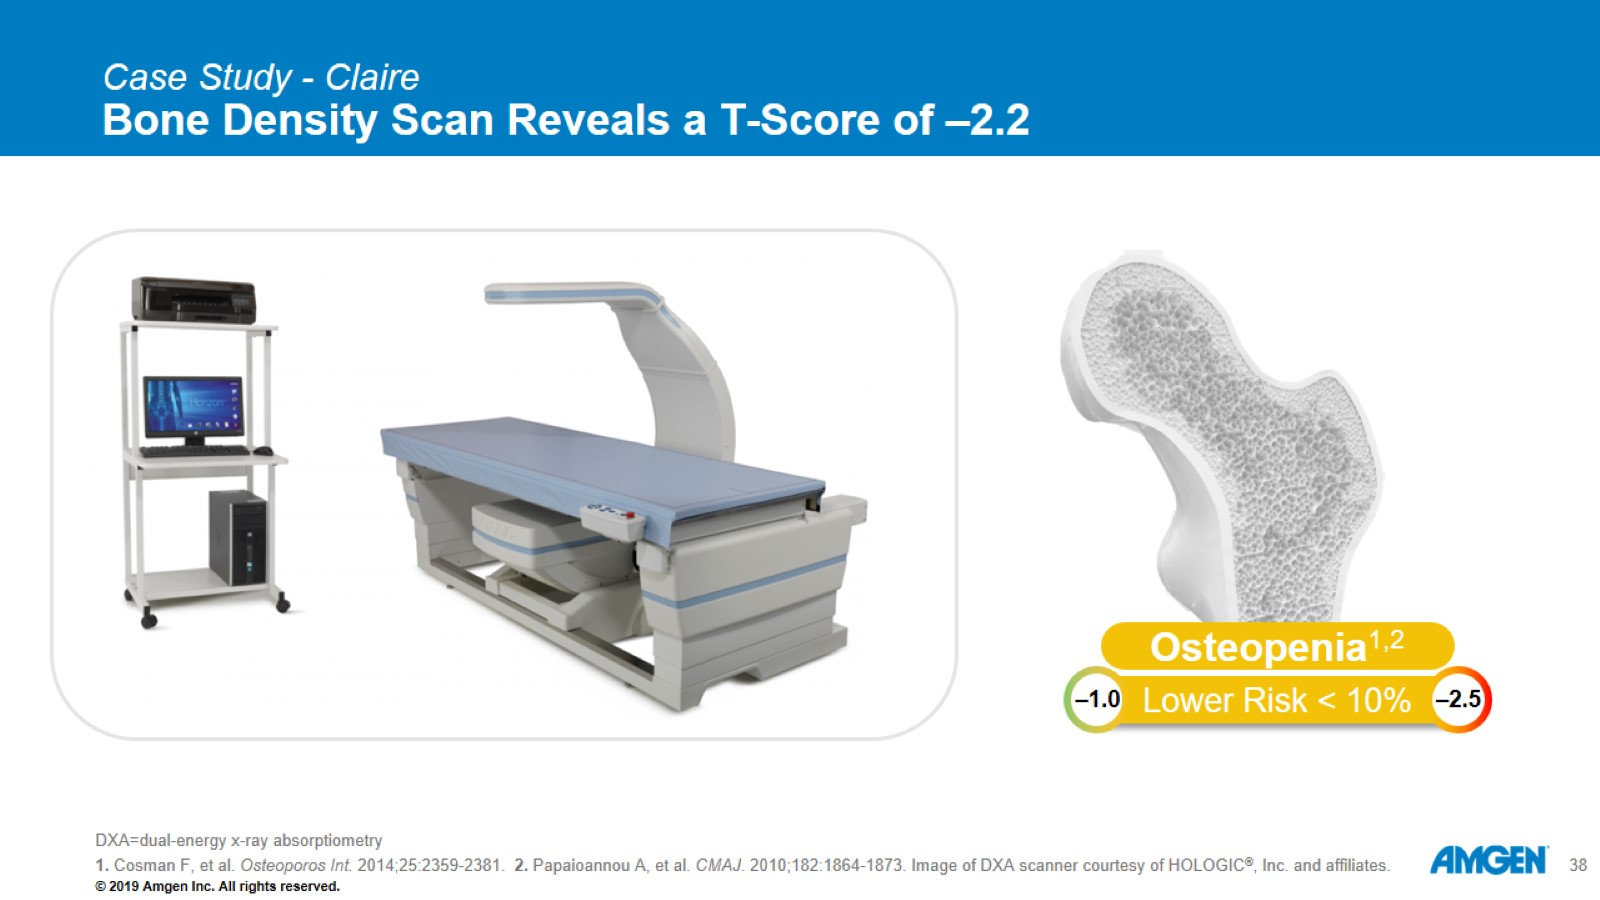 Case Study - Claire
Bone Density Scan Reveals a T-Score of –2.2
Horizon
Osteopenia1,2
–1.0 Lower Risk < 10% –2.5
DXA=dual-energy x-ray absorptiometry
1. Cosman F, et al. Osteoporos Int. 2014;25:2359-2381. 2. Papaioannou A, et al. CMAJ. 2010;182:1864-1873. Image of DXA scanner courtesy of HOLOGIC®, Inc. and affiliates.
© 2019 Amgen Inc. All rights reserved.
AMGEN
38